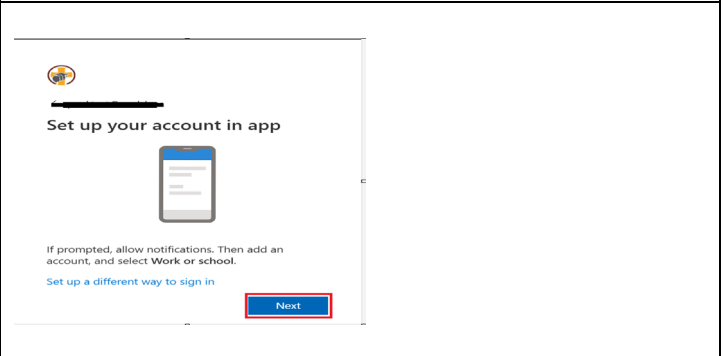 Set up your account in app
If prompted, allow notifications. Then add an
account, and select Work or school.
Set up a different way to sign in
Next